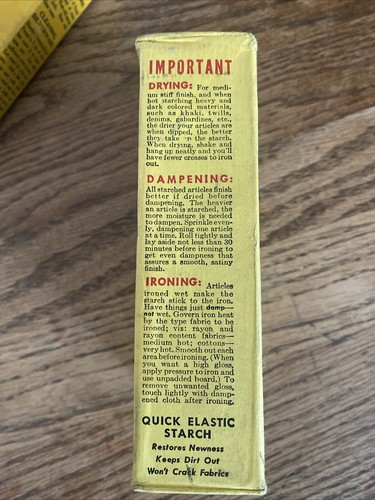 IMPORTANT
DRYING: For medi-
um stiff finish, and when
hot starching heavy and
dark colored materials,
such as khaki, twills,
denims, gabardines, etc.,
the drier your articles are
when dipped, the better
they take up the starch.
When drying, shake and
hang up neatly and you'll
have fewer creases to iron
out.
DAMPENING:
All starched articles finish
better if dried before
dampening. The heavier
an article is starched, the
more moisture is needed
to dampen. Sprinkle even-
ly, dampening one article
at a time. Roll tightly and
lay aside not less than 30
minutes before ironing to
get even dampness that
assures a smooth, satiny
finish.
IRONING: Articles
ironed wet make the
starch stick to the iron.
Have things just damp—
not wet. Govern iron heat
by the type fabric to be
ironed; viz: rayon and
rayon content fabrics—
medium hot; cottons—
very hot. Smooth out each
area before ironing. (When
you want a high gloss,
apply pressure to iron and
use unpadded board.) To
remove unwanted gloss,
touch lightly with damp-
ened cloth after ironing.
QUICK ELASTIC
STARCH
Restores Newness
Keeps Dirt Out
Won't Crack Fabrics